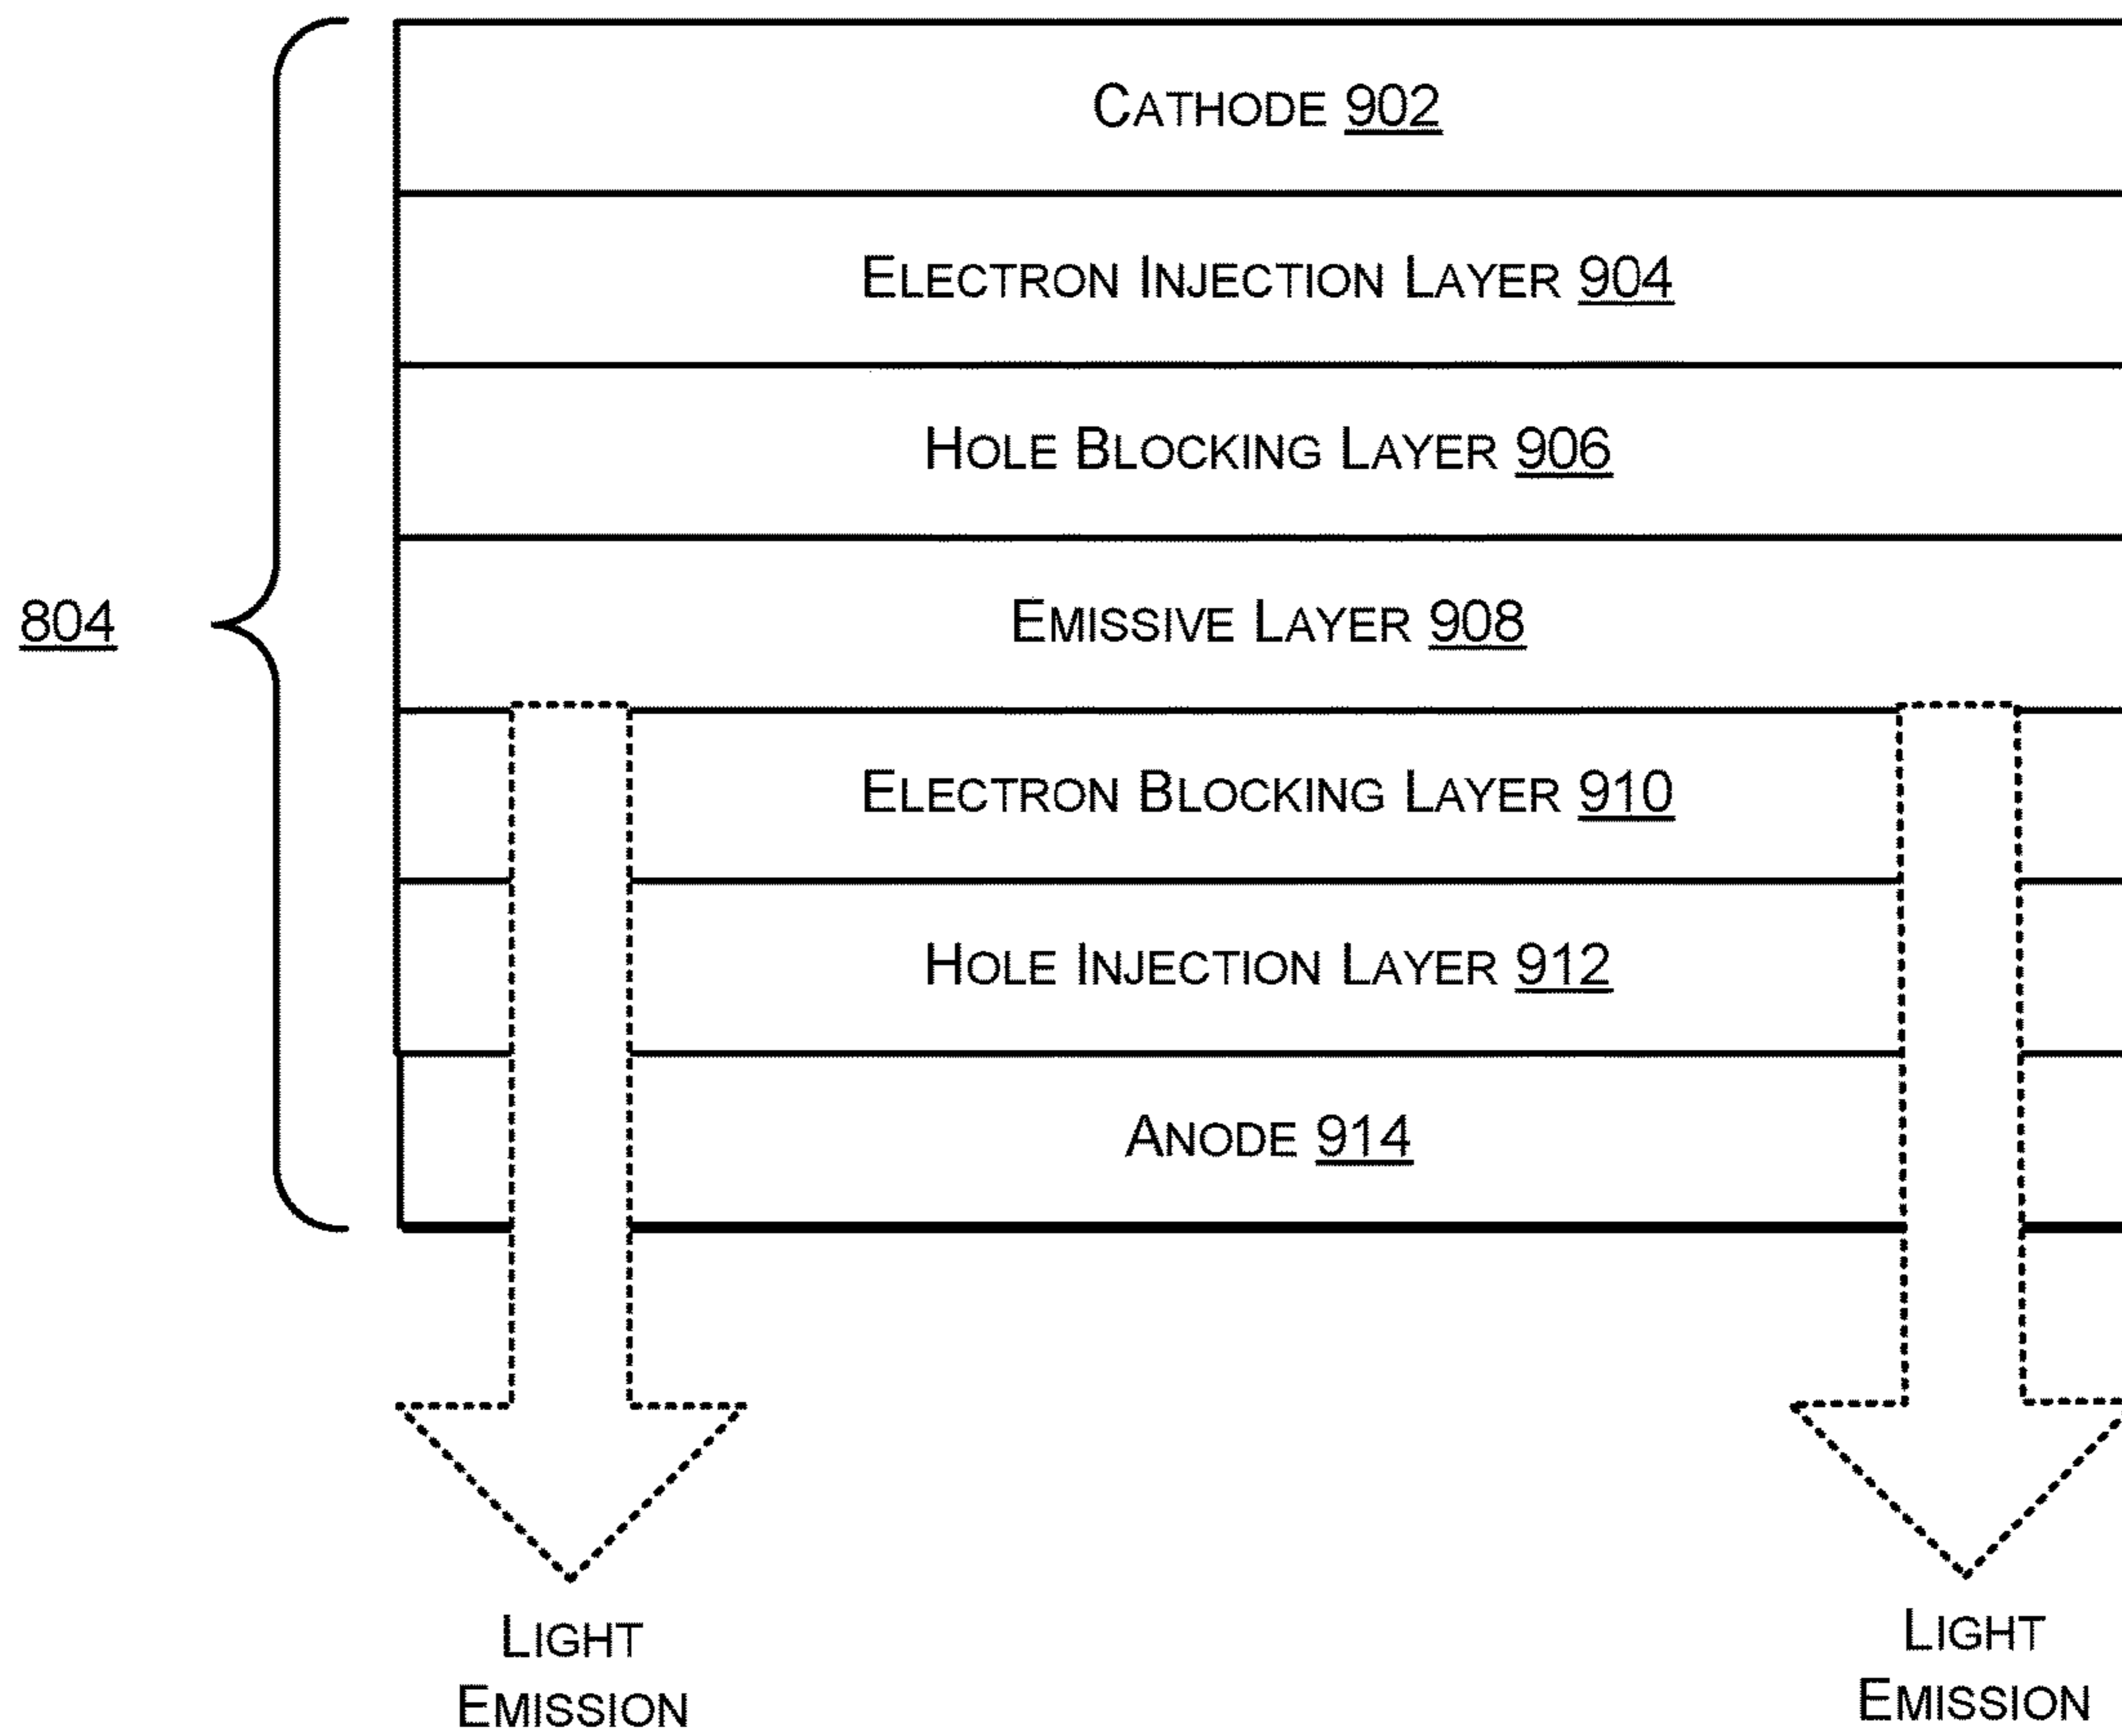 CATHODE 902
ELECTRON INJECTION LAYER 904
HOLE BLOCKING LAYER 906
804
EMISSIVE LAYER 908
ELECTRON BLOCKING LAYER 910
HOLE INJECTION LAYER 912
ANODE 914
LIGHT
EMISSION
LIGHT
EMISSION